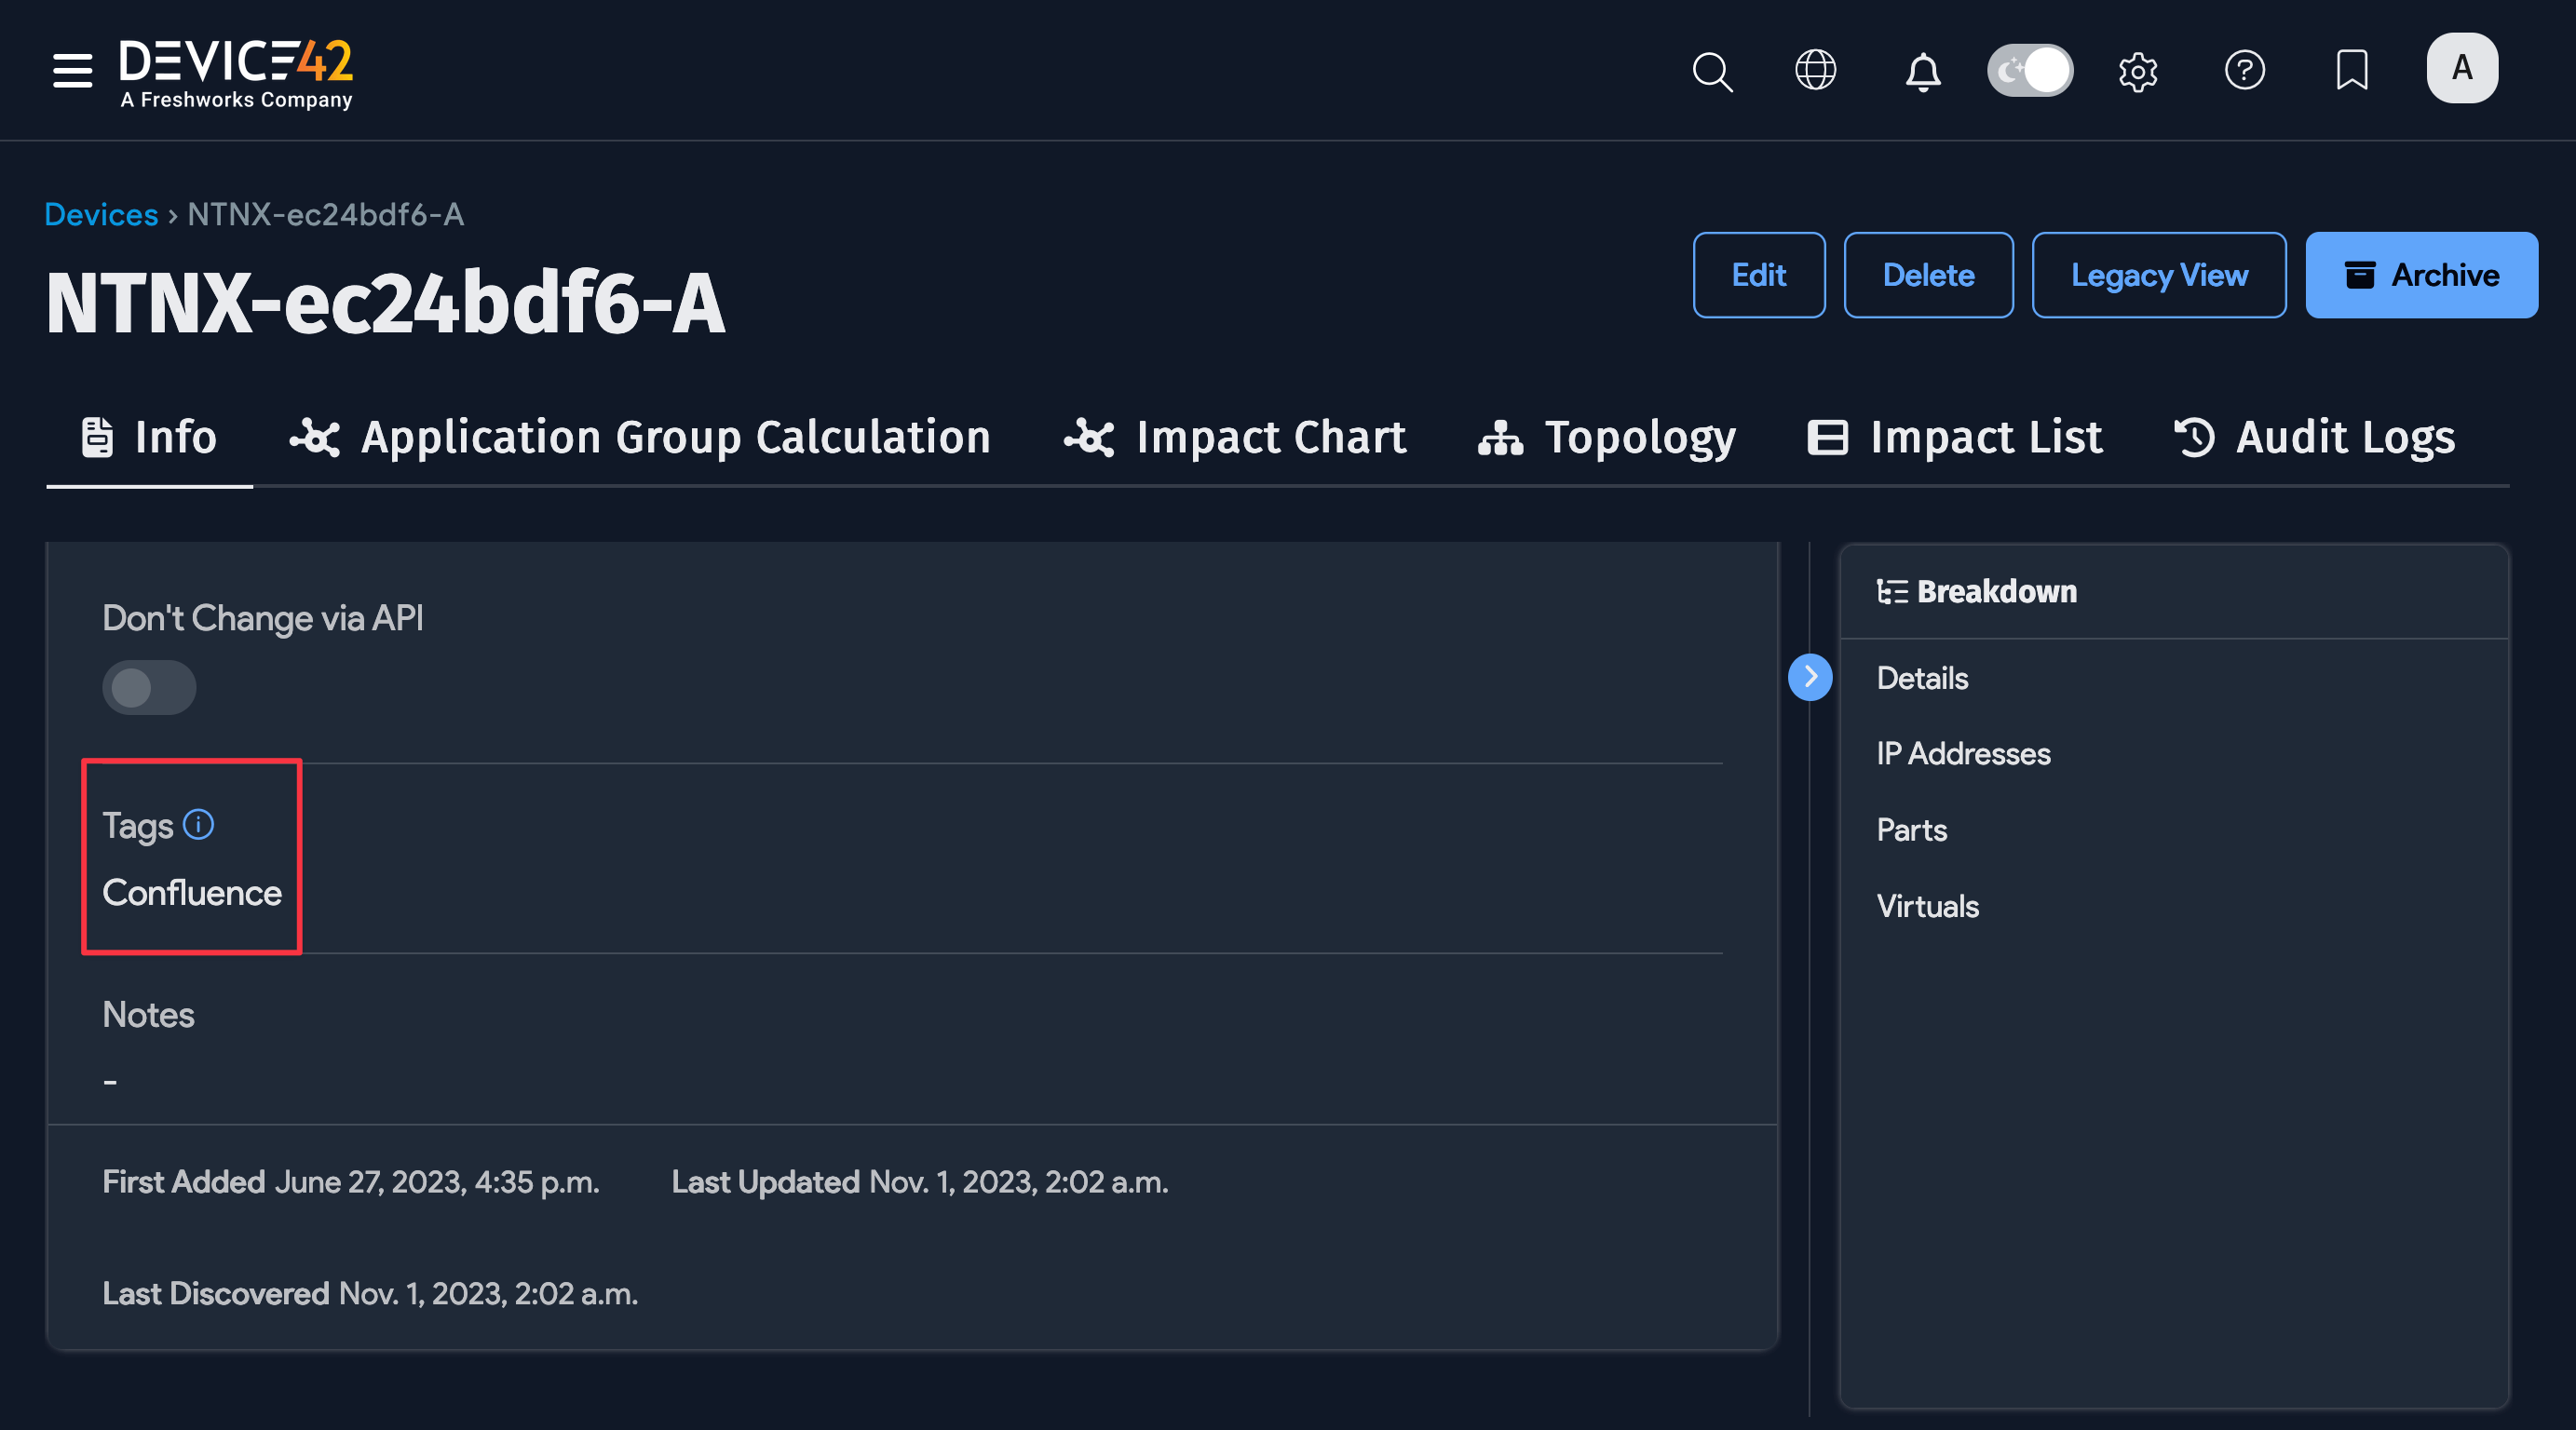 DEVICE42
A Freshworks Company
A
Devices › NTNX-ec24bdf6-A
NTNX-ec24bdf6-A
Edit
Delete
Legacy View
Archive
Info
Application Group Calculation
Impact Chart
Topology
Impact List
Audit Logs
Don't Change via API
Tags
Confluence
Notes
-
First Added June 27, 2023, 4:35 p.m.
Last Updated Nov. 1, 2023, 2:02 a.m.
Last Discovered Nov. 1, 2023, 2:02 a.m.
Breakdown
Details
IP Addresses
Parts
Virtuals